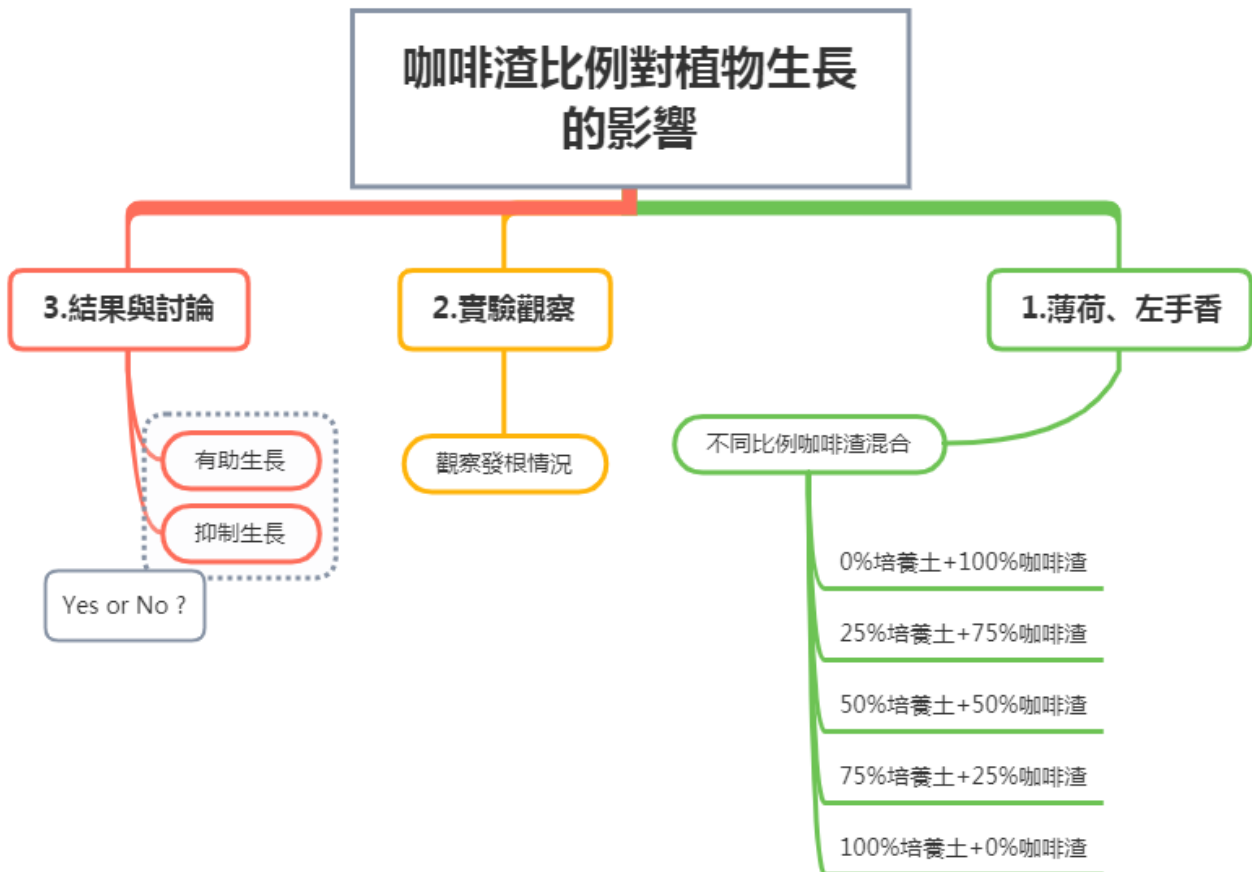 咖啡渣比例對植物生長
的影響
3.結果與討論
2.實驗觀察
1.薄荷、左手香
有助生長
抑制生長
Yes or No ?
觀察發根情況
不同比例咖啡渣混合
0%培養土+100%咖啡渣
25%培養土+75%咖啡渣
50%培養土+50%咖啡渣
75%培養土+25%咖啡渣
100%培養土+0%咖啡渣